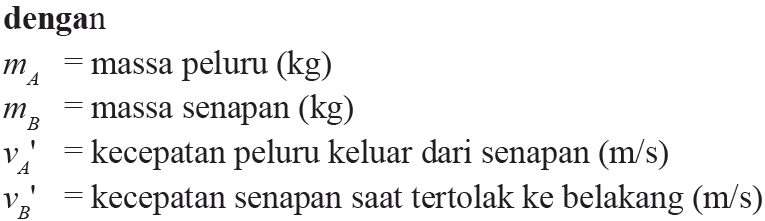 dengan
m_A = massa peluru (kg)
m_B = massa senapan (kg)
v_A' = kecepatan peluru keluar dari senapan (m/s)
v_B' = kecepatan senapan saat tertolak ke belakang (m/s)